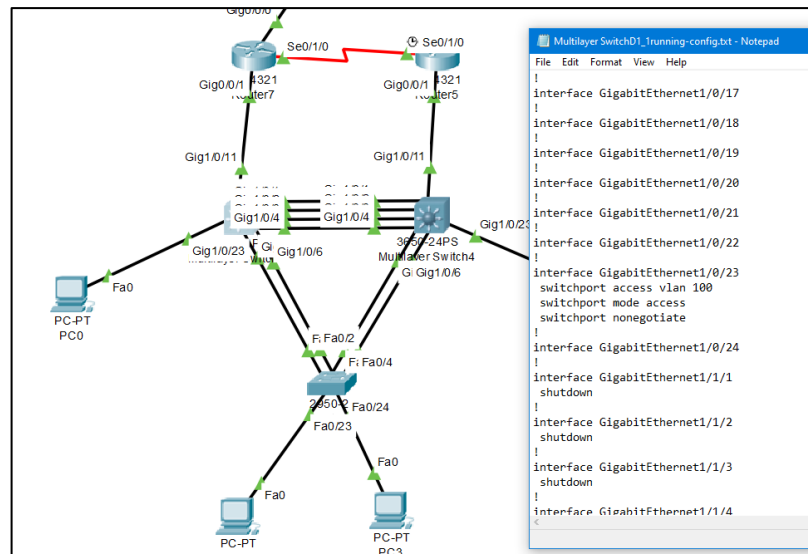 Gig0/0/0
Se0/1/0
Se0/1/0
4321
Router7
4321
Router5
Gig0/0/1
Gig0/0/1
Gig1/0/11
Gig1/0/11
Gig1/0/4
Gig1/0/4
3650-24PS
Multilayer Switch4
Gig1/0/23
Gig1/0/23
Gig1/0/6
Gig1/0/6
Fa0
PC-PT
PC0
Fa0/2
Fa0/4
Fa0/24
Fa0/23
Fa0
PC-PT
Fa0
PC-PT
PC3
Multilayer SwitchD1_1running-config.txt - Notepad
File Edit Format View Help
!
interface GigabitEthernet1/0/17
!
interface GigabitEthernet1/0/18
!
interface GigabitEthernet1/0/19
!
interface GigabitEthernet1/0/20
!
interface GigabitEthernet1/0/21
!
interface GigabitEthernet1/0/22
!
interface GigabitEthernet1/0/23
switchport access vlan 100
switchport mode access
switchport nonegotiate
!
interface GigabitEthernet1/0/24
!
interface GigabitEthernet1/1/1
shutdown
!
interface GigabitEthernet1/1/2
shutdown
!
interface GigabitEthernet1/1/3
shutdown
!
interface GigabitEthernet1/1/4